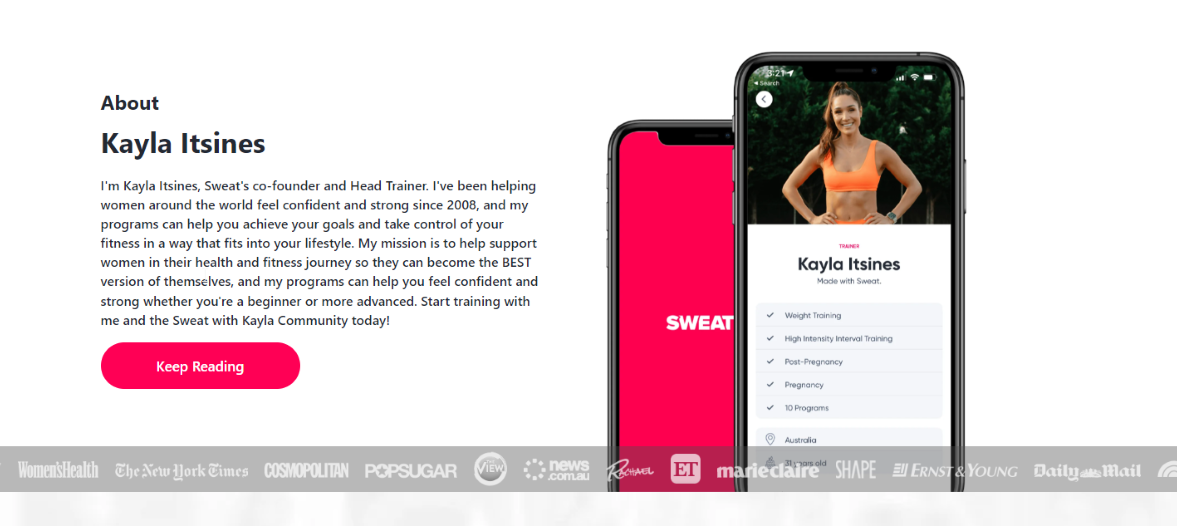 About
Kayla Itsines
I'm Kayla Itsines, Sweat's co-founder and Head Trainer. I've been helping
women around the world feel confident and strong since 2008, and my
programs can help you achieve your goals and take control of your
fitness in a way that fits into your lifestyle. My mission is to help support
women in their health and fitness journey so they can become the BEST
version of themselves, and my programs can help you feel confident and
strong whether you're a beginner or more advanced. Start training with
me and the Sweat with Kayla Community today!
Keep Reading
SWEAT
3:21
Search
TRAINER
Kayla Itsines
Made with Sweat.
Weight Training
High Intensity Interval Training
Post-Pregnancy
Pregnancy
10 Programs
Australia
31 years old
Women'sHealth
The New York Times
COSMOPOLITAN
POPSUGAR
VIEW
news
.com.au
RACHAEL
ET
marieclaire
SHAPE
ERNST & YOUNG
Daily Mail